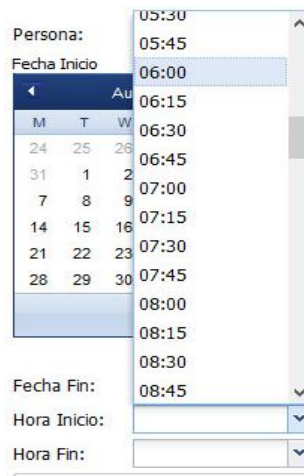 05:30
Persona:
05:45
Fecha Inicio
06:00
Au
06:15
M T W
06:30
24 25 26
06:45
31 1 2
07:00
7 8 9
07:15
14 15 16
07:30
21 22 23
07:45
28 29 30
08:00
08:15
08:30
Fecha Fin:
08:45
Hora Inicio:
Hora Fin: